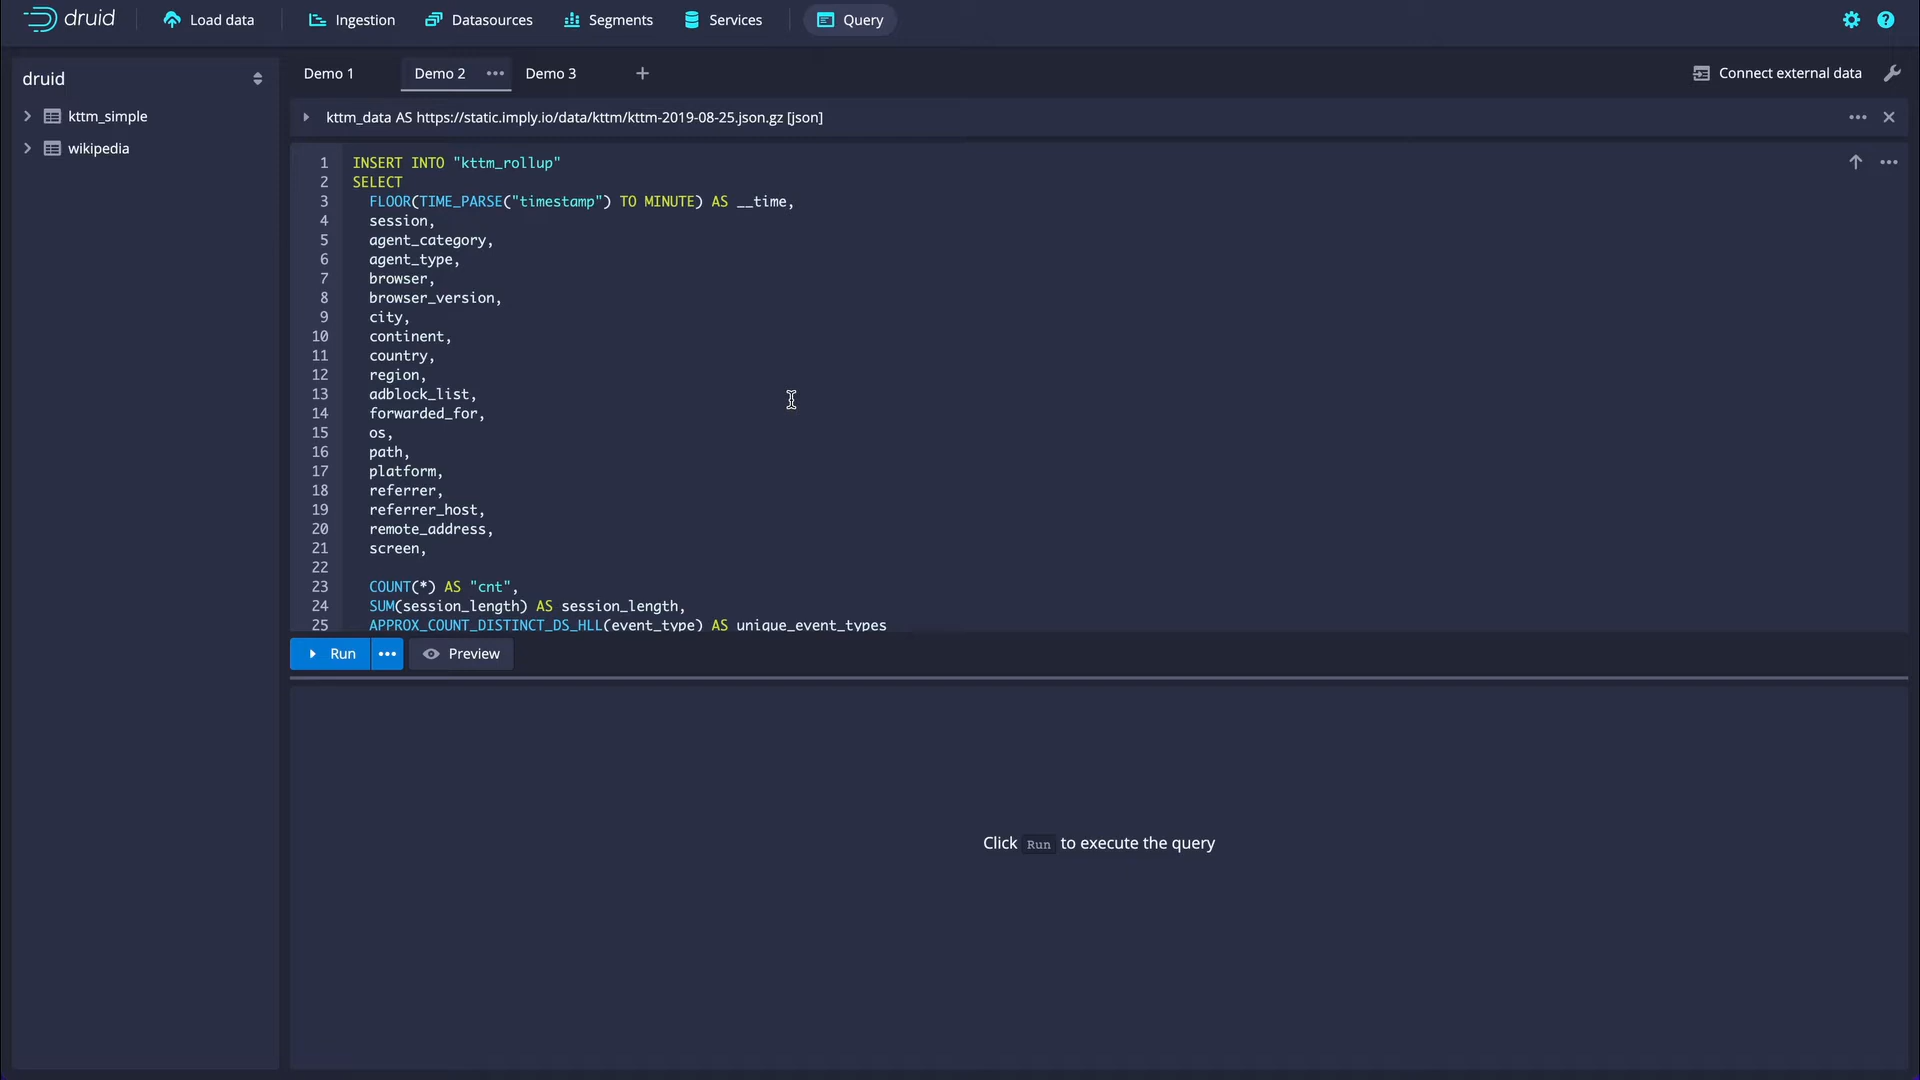 druid
Load data
Ingestion
Datasources
Segments
Services
Query
druid
kttm_simple
wikipedia
Demo 1
Demo 2
Demo 3
Connect external data
kttm_data AS https://static.imply.io/data/kttm/kttm-2019-08-25.json.gz [json]
1 INSERT INTO "kttm_rollup"
2 SELECT
3 FLOOR(TIME_PARSE("timestamp") TO MINUTE) AS __time,
4 session,
5 agent_category,
6 agent_type,
7 browser,
8 browser_version,
9 city,
10 continent,
11 country,
12 region,
13 adblock_list,
14 forwarded_for,
15 os,
16 path,
17 platform,
18 referrer,
19 referrer_host,
20 remote_address,
21 screen,
22
23 COUNT(*) AS "cnt",
24 SUM(session_length) AS session_length,
25 APPROX_COUNT_DISTINCT_DS_HLL(event_type) AS unique_event_types
Run
Preview
Click Run to execute the query